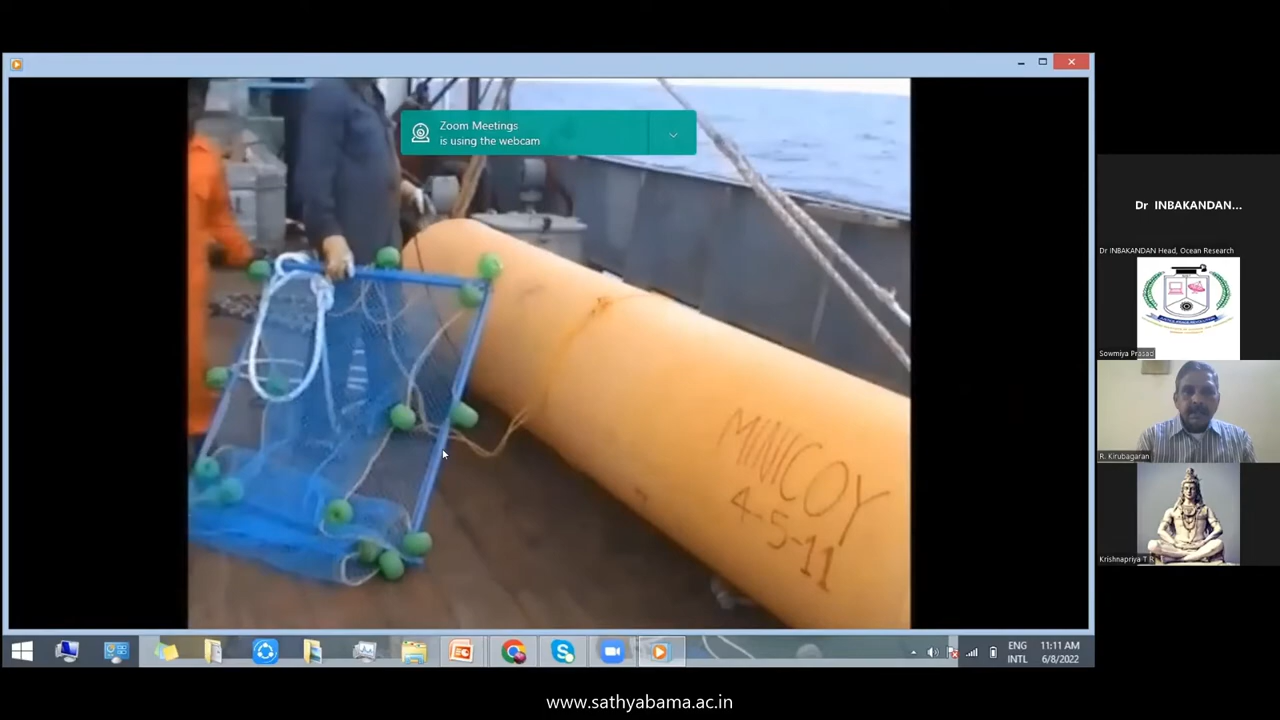 Zoom Meetings
is using the webcam
MINICOY
4-5-11
Dr INBAKANDAN...
Dr INBAKANDAN Head, Ocean Research
Sowmiya Prasad
R. Kirubagaran
Krishnapriya T R
ENG
INTL
11:11 AM
6/8/2022
www.sathyabama.ac.in